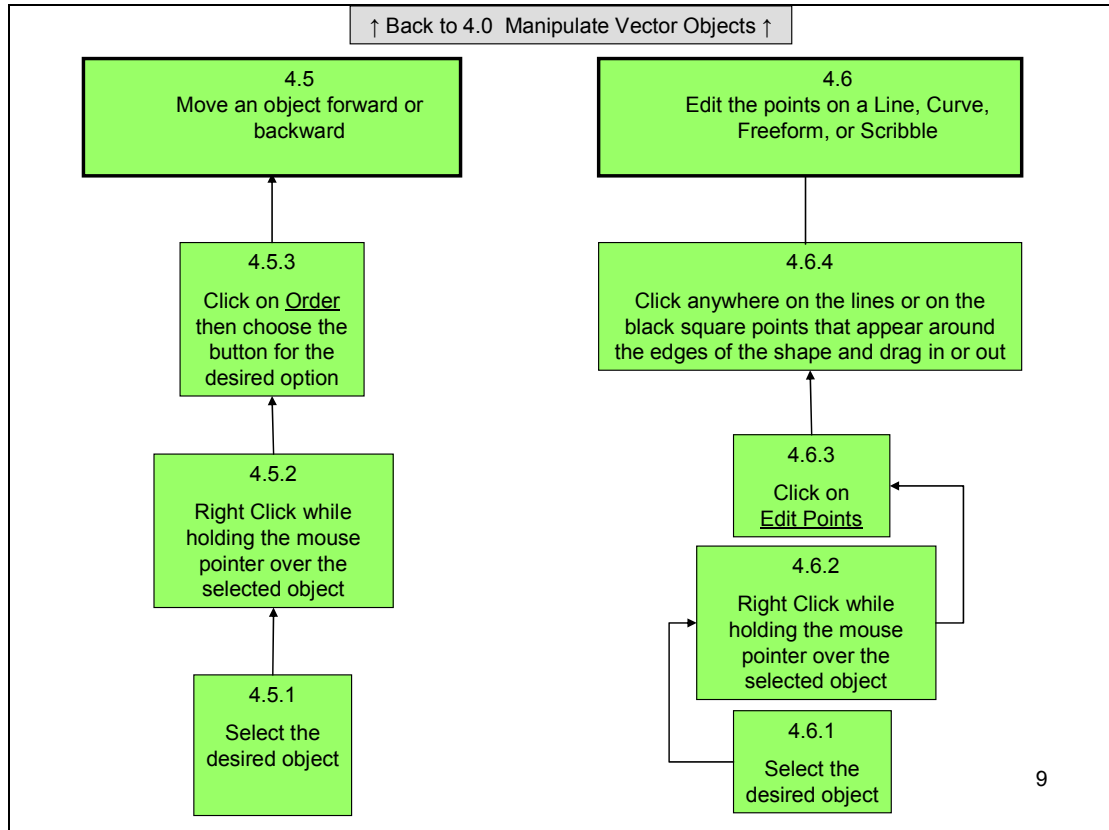 ↑ Back to 4.0 Manipulate Vector Objects ↑
4.5
Move an object forward or
backward
4.5.3
Click on Order
then choose the
button for the
desired option
4.5.2
Right Click while
holding the mouse
pointer over the
selected object
4.5.1
Select the
desired object
4.6
Edit the points on a Line, Curve,
Freeform, or Scribble
4.6.4
Click anywhere on the lines or on the
black square points that appear around
the edges of the shape and drag in or out
4.6.3
Click on
Edit Points
4.6.2
Right Click while
holding the mouse
pointer over the
selected object
4.6.1
Select the
desired object
9